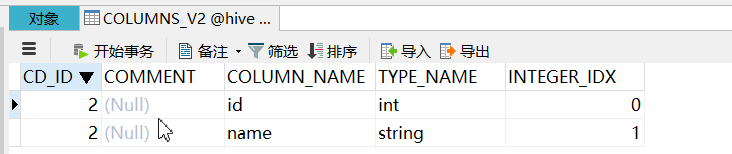 对象 COLUMNS_V2 @hive ...
开始事务 备注 筛选 排序 导入 导出
CD_ID COMMENT COLUMN_NAME TYPE_NAME INTEGER_IDX
2 (Null) id int 0
2 (Null) name string 1